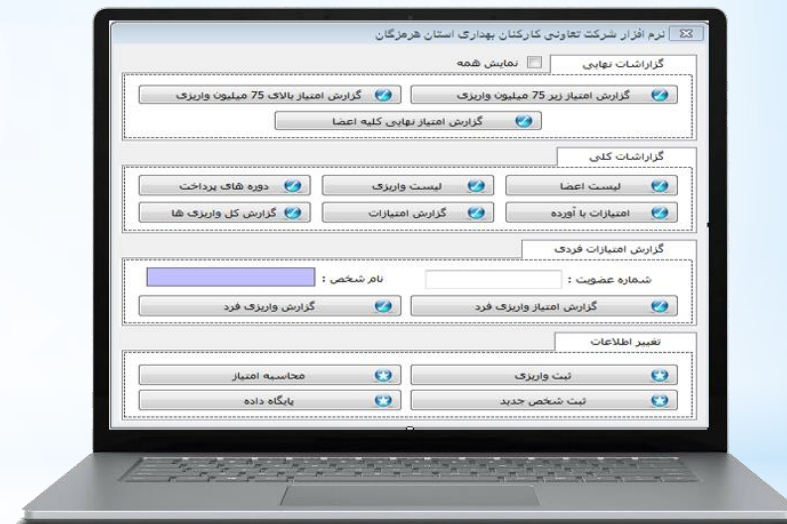 نرم افزار شرکت تعاونی کارکنان بهداری استان هرمزگان
گزاراشات نهایی نمایش همه
گزارش امتیاز زیر 75 میلیون واریزی گزارش امتیاز بالای 75 میلیون واریزی
گزارش امتیاز نهایی کلیه اعضا
گزاراشات کلی
لیست اعضا لیست واریزی دوره های پرداخت
امتیازات با آورده گزارش امتیازات گزارش کل واریزی ها
گزارش امتیازات فردی
شماره عضویت : نام شخص :
گزارش امتیاز واریزی فرد گزارش واریزی فرد
تغییر اطلاعات
ثبت واریزی محاسبه امتیاز
ثبت شخص جدید پایگاه داده